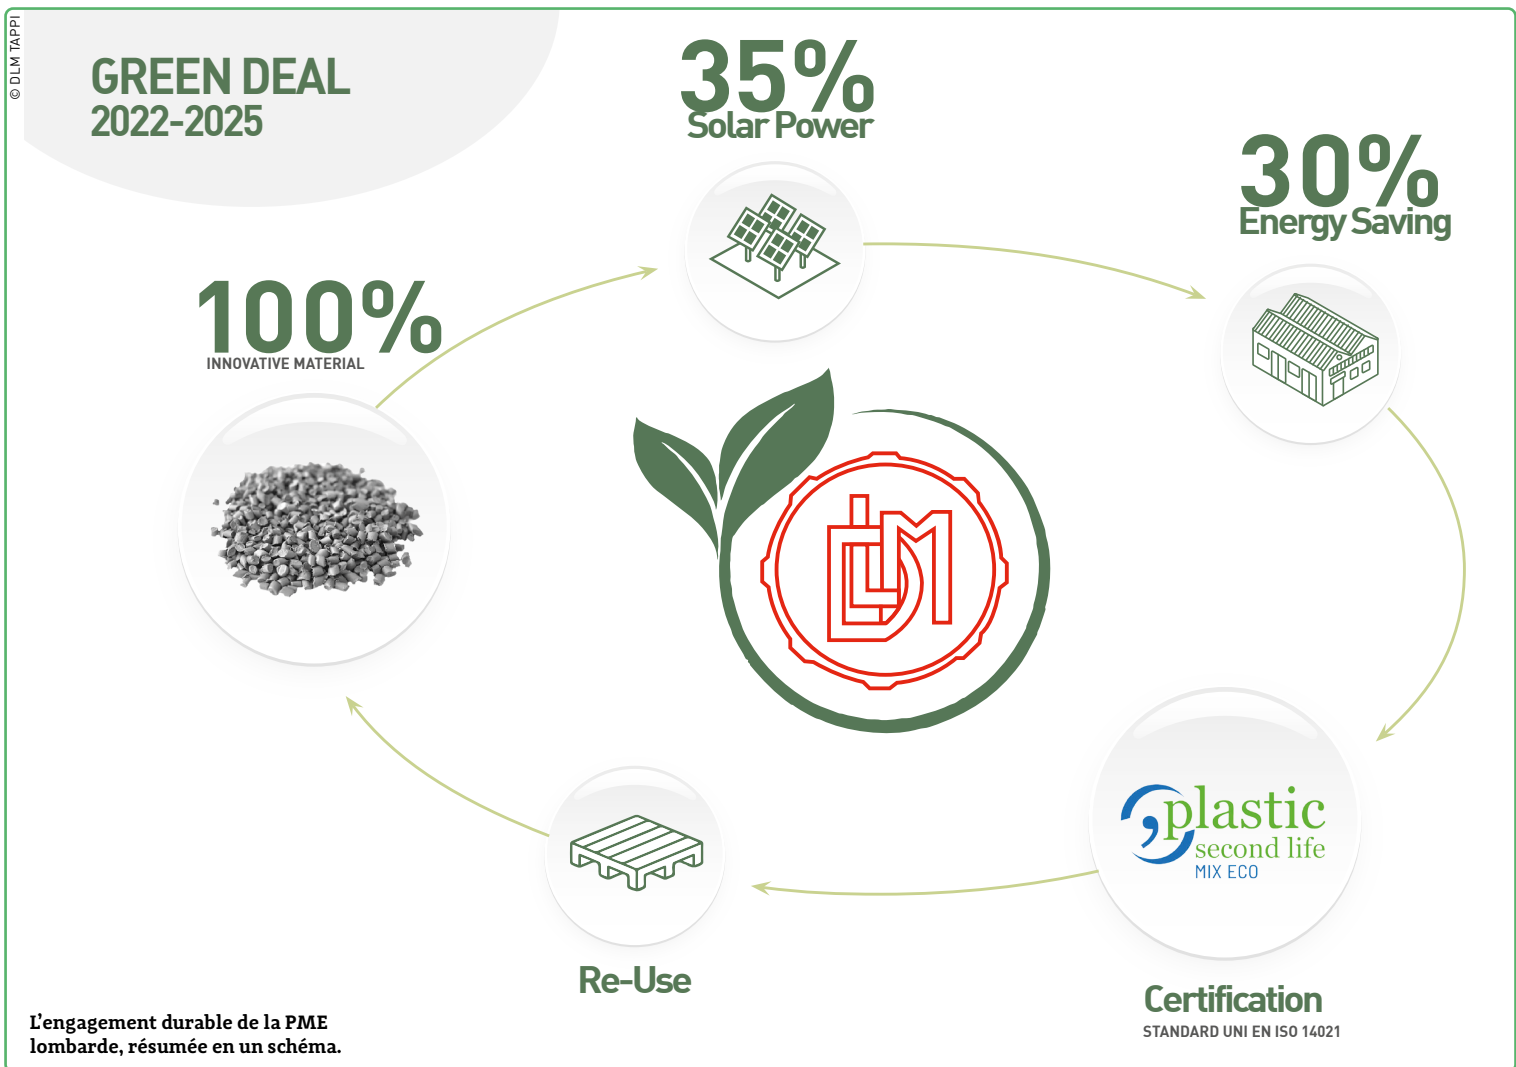 © DLM TAPPI
GREEN DEAL
2022-2025
35%
Solar Power
30%
Energy Saving
100%
INNOVATIVE MATERIAL
DLM
plastic
second life
MIX ECO
Re-Use
Certification
STANDARD UNI EN ISO 14021
L’engagement durable de la PME
lombarde, résumée en un schéma.